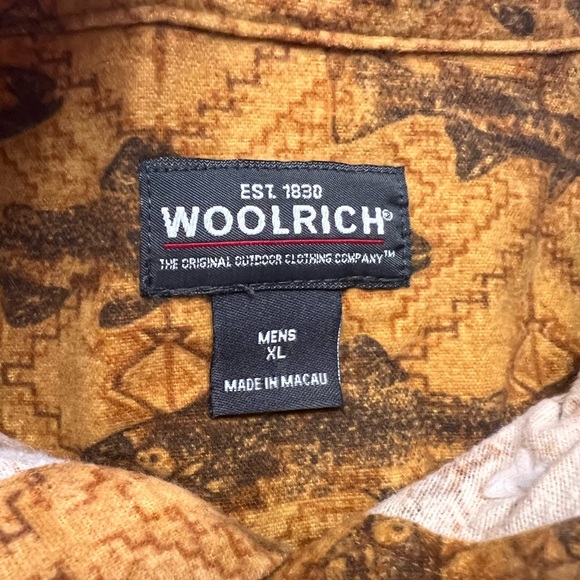 EST. 1830
WOOLRICH®
THE ORIGINAL OUTDOOR CLOTHING COMPANY™
MENS
XL
MADE IN MACAU